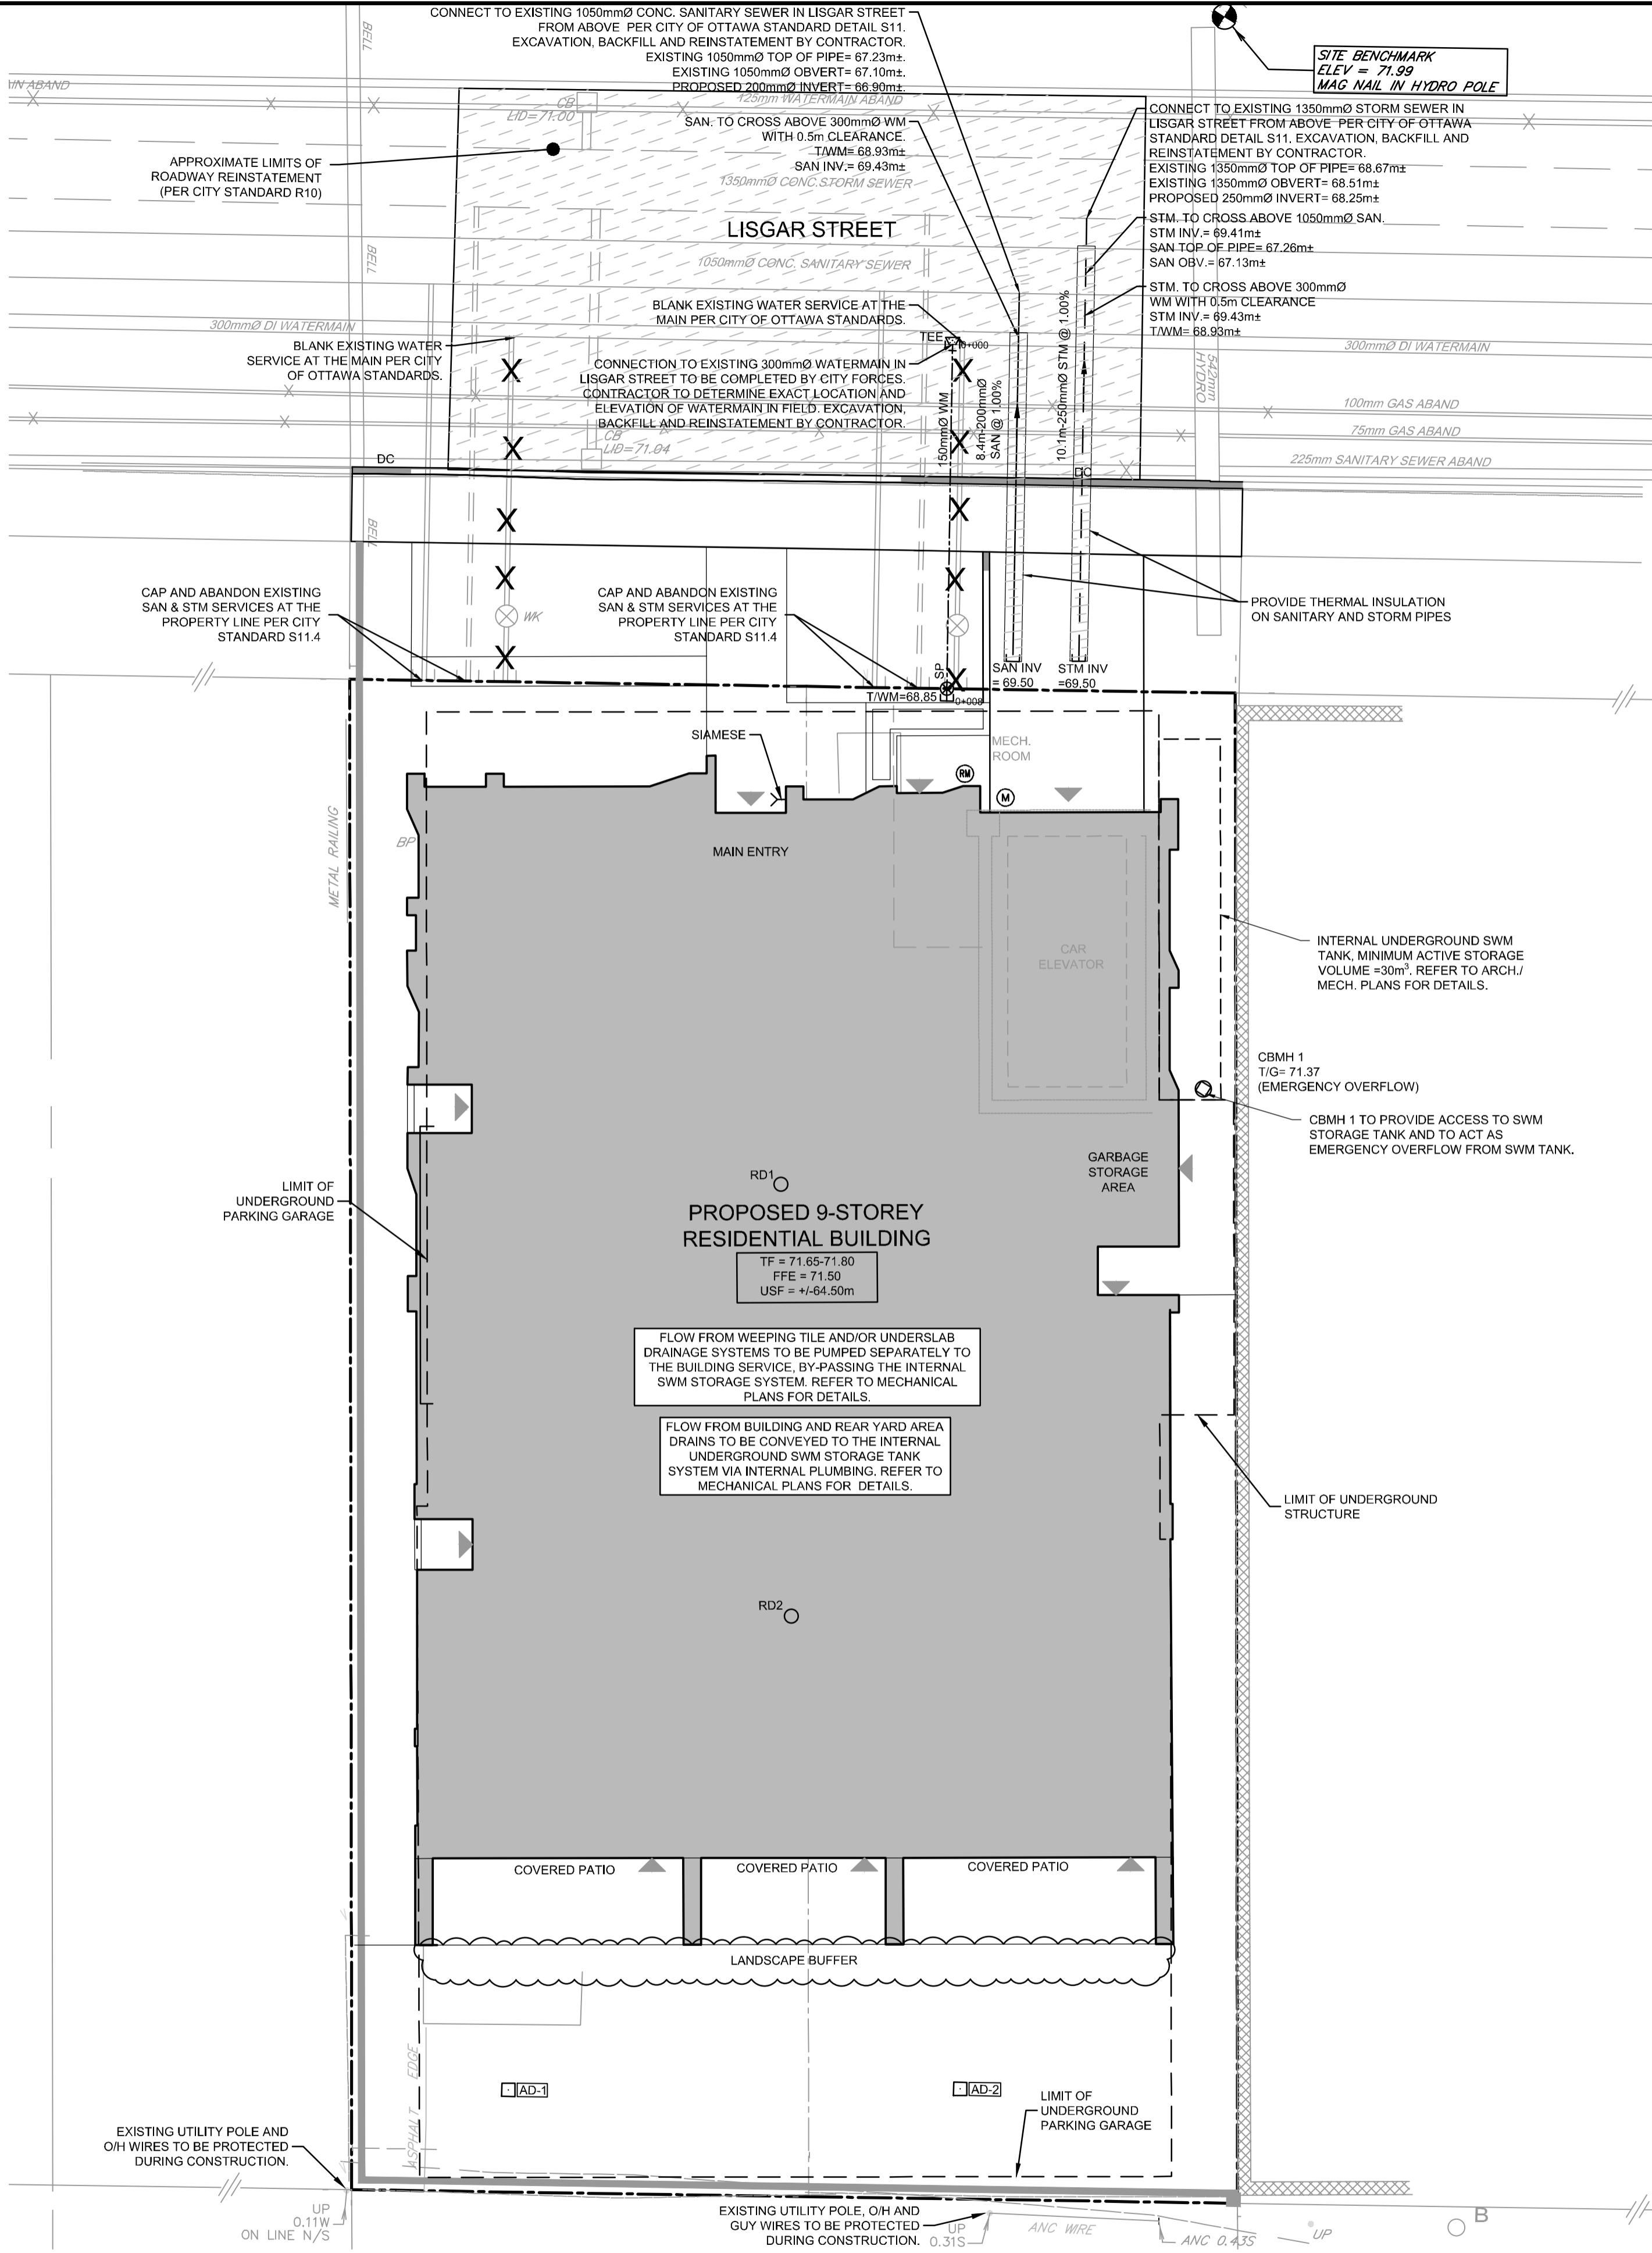 CONNECT TO EXISTING 1050mmØ CONC. SANITARY SEWER IN LISGAR STREET
FROM ABOVE PER CITY OF OTTAWA STANDARD DETAIL S11.
EXCAVATION, BACKFILL AND REINSTATEMENT BY CONTRACTOR.
EXISTING 1050mmØ TOP OF PIPE= 67.23m±.
EXISTING 1050mmØ OBVERT= 67.10m±.
PROPOSED 200mmØ INVERT= 66.90m±.
SITE BENCHMARK
ELEV = 71.99
MAG NAIL IN HYDRO POLE
BELL
125mm WATERMAIN ABAND
CB
LID=71.00
SAN. TO CROSS ABOVE 300mmØ WM
WITH 0.5m CLEARANCE.
T/WM= 68.93m±
SAN INV.= 69.43m±
CONNECT TO EXISTING 1350mmØ STORM SEWER IN
LISGAR STREET FROM ABOVE PER CITY OF OTTAWA
STANDARD DETAIL S11, EXCAVATION, BACKFILL AND
REINSTATEMENT BY CONTRACTOR.
EXISTING 1350mmØ TOP OF PIPE= 68.67m±
EXISTING 1350mmØ OBVERT= 68.51m±
PROPOSED 250mmØ INVERT= 68.25m±
APPROXIMATE LIMITS OF
ROADWAY REINSTATEMENT
(PER CITY STANDARD R10)
1350mmØ CONC.STORM SEWER
LISGAR STREET
STM. TO CROSS ABOVE 1050mmØ SAN.
STM INV.= 69.41m±
SAN TOP OF PIPE= 67.26m±
SAN OBV.= 67.13m±
BELL
1050mmØ CONC. SANITARY SEWER
STM. TO CROSS ABOVE 300mmØ
WM WITH 0.5m CLEARANCE
STM INV.= 69.43m±
T/WM= 68.93m±
BLANK EXISTING WATER SERVICE AT THE
MAIN PER CITY OF OTTAWA STANDARDS.
300mmØ DI WATERMAIN
BLANK EXISTING WATER
SERVICE AT THE MAIN PER CITY
OF OTTAWA STANDARDS.
TEE
0+000
300mmØ DI WATERMAIN
CONNECTION TO EXISTING 300mmØ WATERMAIN IN
LISGAR STREET TO BE COMPLETED BY CITY FORCES.
CONTRACTOR TO DETERMINE EXACT LOCATION AND
ELEVATION OF WATERMAIN IN FIELD. EXCAVATION,
BACKFILL AND REINSTATEMENT BY CONTRACTOR.
150mmØ WM
8.4m-200mmØ
SAN @ 1.00%
10.1m-250mmØ STM @ 1.00%
542mm
HYDRO
100mm GAS ABAND
75mm GAS ABAND
225mm SANITARY SEWER ABAND
CB
LID=71.04
DC
DC
BELL
CAP AND ABANDON EXISTING
SAN & STM SERVICES AT THE
PROPERTY LINE PER CITY
STANDARD S11.4
WK
CAP AND ABANDON EXISTING
SAN & STM SERVICES AT THE
PROPERTY LINE PER CITY
STANDARD S11.4
PROVIDE THERMAL INSULATION
ON SANITARY AND STORM PIPES
SP
SAN INV
= 69.50
STM INV
=69.50
T/WM=68.85
0+008
SIAMESE
MECH.
ROOM
RM
M
METAL RAILING
BP
MAIN ENTRY
CAR
ELEVATOR
INTERNAL UNDERGROUND SWM
TANK, MINIMUM ACTIVE STORAGE
VOLUME =30m³. REFER TO ARCH./
MECH. PLANS FOR DETAILS.
CBMH 1
T/G= 71.37
(EMERGENCY OVERFLOW)
CBMH 1 TO PROVIDE ACCESS TO SWM
STORAGE TANK AND TO ACT AS
EMERGENCY OVERFLOW FROM SWM TANK.
GARBAGE
STORAGE
AREA
LIMIT OF
UNDERGROUND
PARKING GARAGE
RD1
PROPOSED 9-STOREY
RESIDENTIAL BUILDING
TF = 71.65-71.80
FFE = 71.50
USF = +/-64.50m
FLOW FROM WEEPING TILE AND/OR UNDERSLAB
DRAINAGE SYSTEMS TO BE PUMPED SEPARATELY TO
THE BUILDING SERVICE, BY-PASSING THE INTERNAL
SWM STORAGE SYSTEM. REFER TO MECHANICAL
PLANS FOR DETAILS.
FLOW FROM BUILDING AND REAR YARD AREA
DRAINS TO BE CONVEYED TO THE INTERNAL
UNDERGROUND SWM STORAGE TANK
SYSTEM VIA INTERNAL PLUMBING. REFER TO
MECHANICAL PLANS FOR DETAILS.
LIMIT OF UNDERGROUND
STRUCTURE
RD2
COVERED PATIO
COVERED PATIO
COVERED PATIO
LANDSCAPE BUFFER
ASPHALT EDGE
AD-1
AD-2
LIMIT OF
UNDERGROUND
PARKING GARAGE
EXISTING UTILITY POLE AND
O/H WIRES TO BE PROTECTED
DURING CONSTRUCTION.
UP
0.11W
ON LINE N/S
EXISTING UTILITY POLE, O/H AND
GUY WIRES TO BE PROTECTED
DURING CONSTRUCTION.
UP
0.31S
ANC WIRE
ANC 0.43S
UP
B